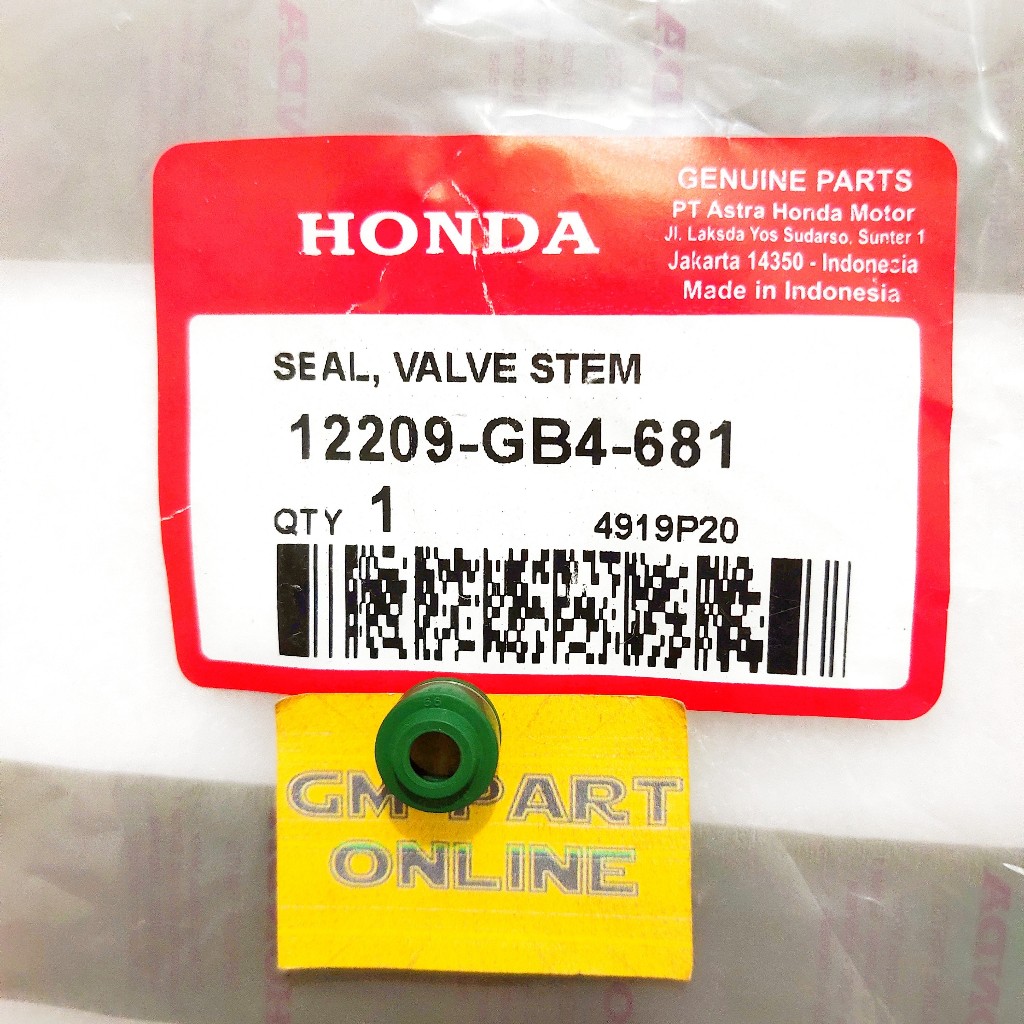 HONDA
GENUINE PARTS
PT Astra Honda Motor
Jl. Laksda Yos Sudarso, Sunter 1
Jakarta 14350 - Indonesia
Made in Indonesia
SEAL, VALVE STEM
12209-GB4-681
QTY 1
4919P20
GM PART
ONLINE